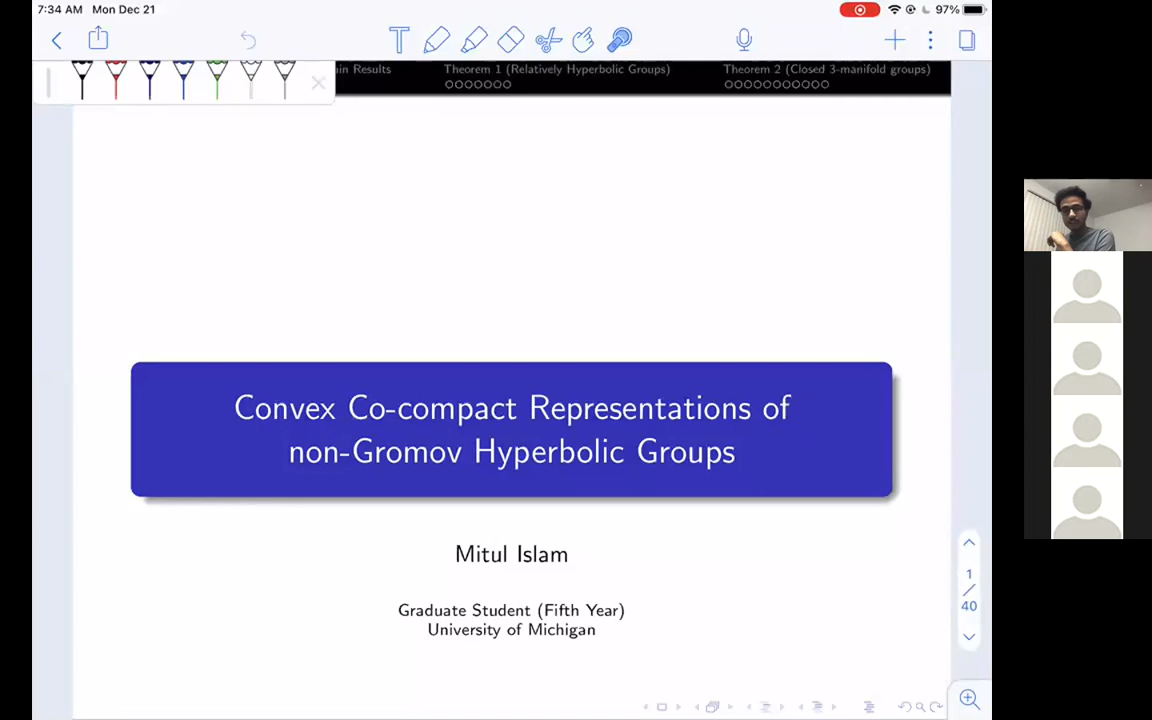 7:34 AM Mon Dec 21
97%
T
ain Results
Theorem 1 (Relatively Hyperbolic Groups)
Theorem 2 (Closed 3-manifold groups)
Convex Co-compact Representations of
non-Gromov Hyperbolic Groups
Mitul Islam
Graduate Student (Fifth Year)
University of Michigan
1
/
40